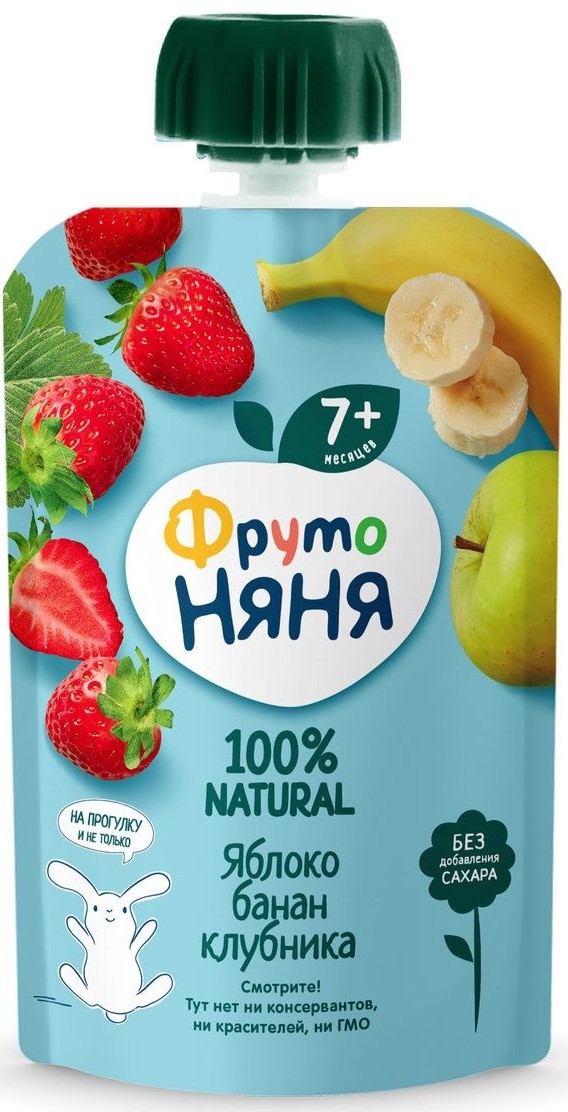 7+
месяцев
Фруто
НЯНЯ
100%
NATURAL
Яблоко
банан
клубника
НА ПРОГУЛКУ
И НЕ ТОЛЬКО
БЕЗ
добавления
САХАРА
Смотрите!
Тут нет ни консервантов,
ни красителей, ни ГМО